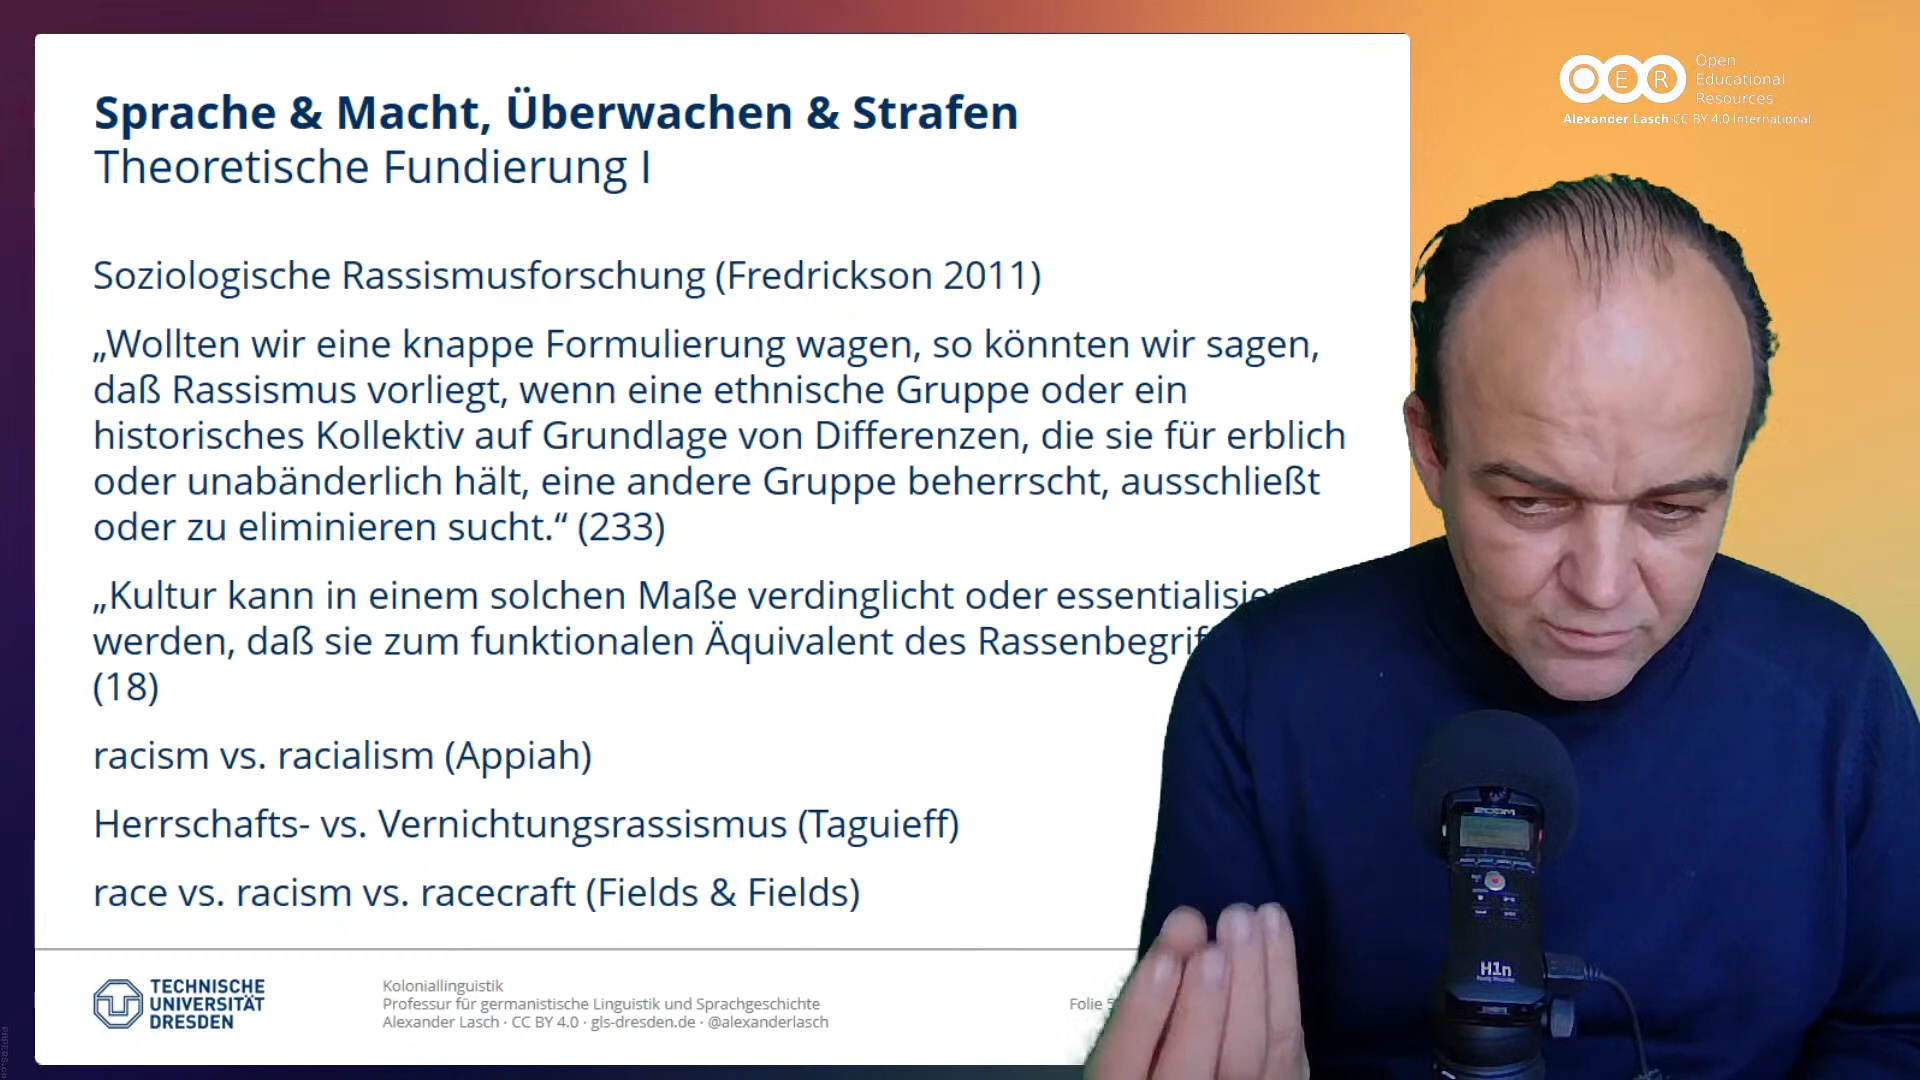 Sprache & Macht, Überwachen & Strafen
Theoretische Fundierung I
Soziologische Rassismusforschung (Fredrickson 2011)
„Wollten wir eine knappe Formulierung wagen, so könnten wir sagen,
daß Rassismus vorliegt, wenn eine ethnische Gruppe oder ein
historisches Kollektiv auf Grundlage von Differenzen, die sie für erblich
oder unabänderlich hält, eine andere Gruppe beherrscht, ausschließt
oder zu eliminieren sucht.“ (233)
„Kultur kann in einem solchen Maße verdinglicht oder
werden, daß sie zum funktionalen Äquivalent des
(18)
racism vs. racialism (Appiah)
Herrschafts- vs. Vernichtungsrassismus (Taguieff)
race vs. racism vs. racecraft (Fields & Fields)
TECHNISCHE
UNIVERSITÄT
DRESDEN
Koloniallinguistik
Professur für germanistische Linguistik und Sprachgeschichte
Alexander Lasch · CC BY 4.0 · gls-dresden.de · @alexanderlasch
Folie
OER
Open
Educational
Resources
Alexander Lasch CC BY 4.0 International
zoom
H1n